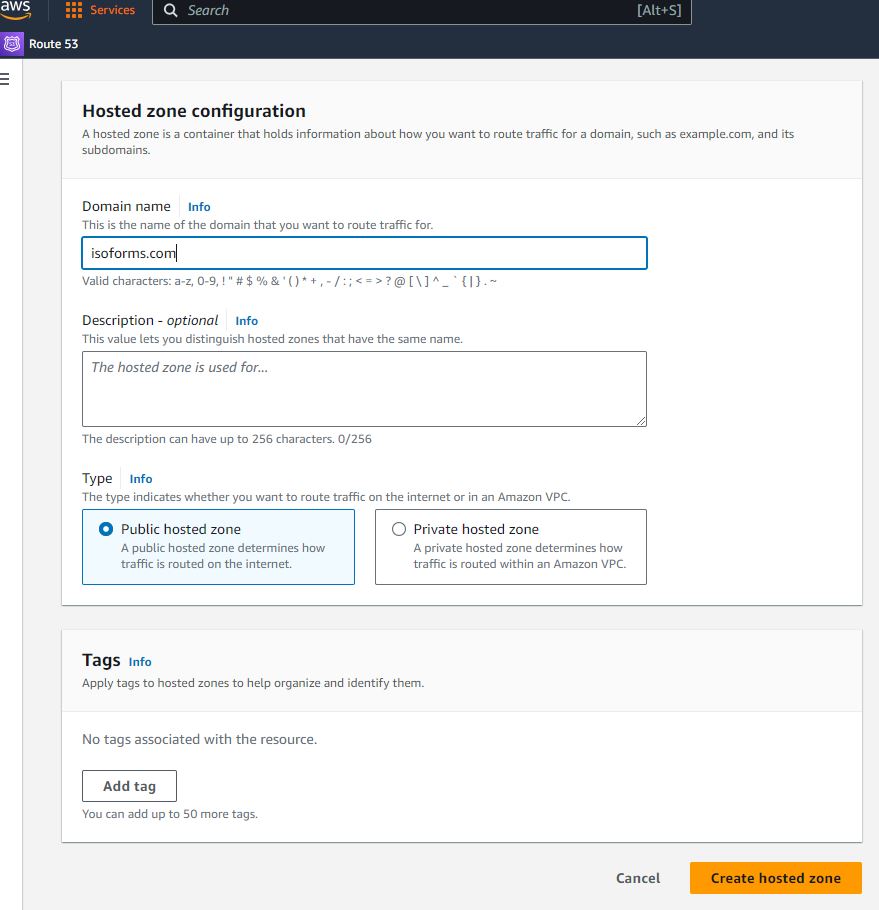 aws
Services
Search
[Alt+S]
Route 53
Hosted zone configuration
A hosted zone is a container that holds information about how you want to route traffic for a domain, such as example.com, and its
subdomains.
Domain name
Info
This is the name of the domain that you want to route traffic for.
isoforms.com
Valid characters: a-z, 0-9, ! " # $ % & ' ( ) * + , - / : ; < = > ? @ [ \ ] ^ _ ` { | } . ~
Description - optional
Info
This value lets you distinguish hosted zones that have the same name.
The hosted zone is used for...
The description can have up to 256 characters. 0/256
Type
Info
The type indicates whether you want to route traffic on the internet or in an Amazon VPC.
Public hosted zone
A public hosted zone determines how
traffic is routed on the internet.
Private hosted zone
A private hosted zone determines how
traffic is routed within an Amazon VPC.
Tags
Info
Apply tags to hosted zones to help organize and identify them.
No tags associated with the resource.
Add tag
You can add up to 50 more tags.
Cancel
Create hosted zone